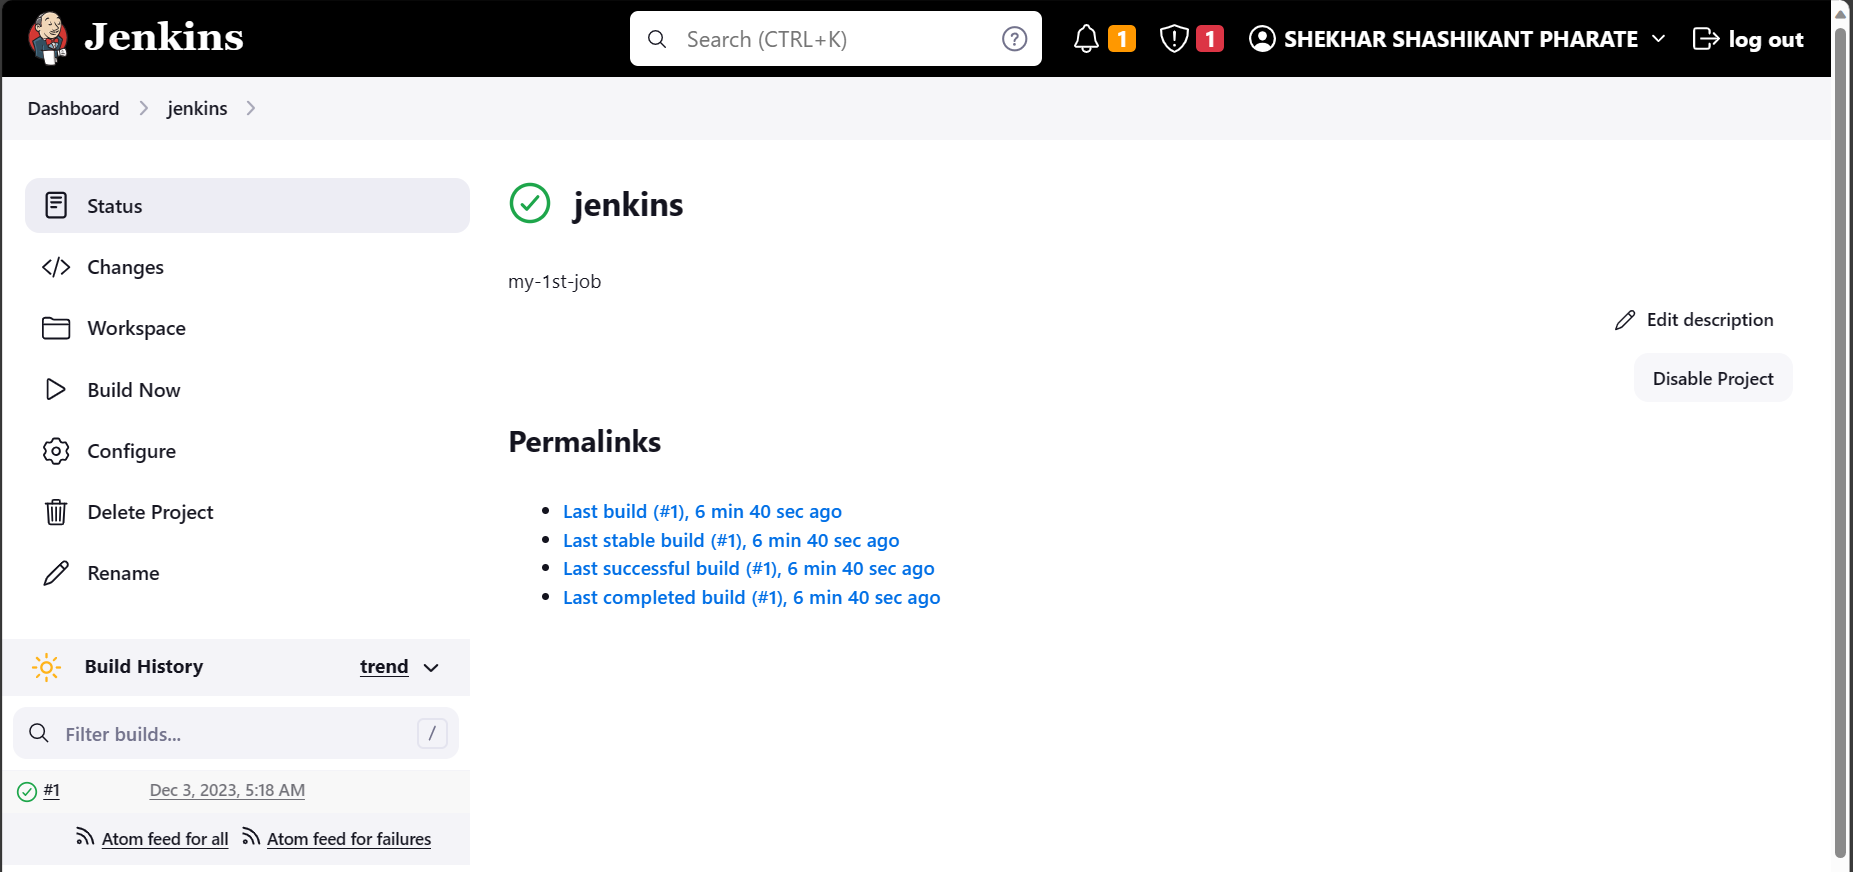 Jenkins
Search (CTRL+K)
?
1
1
SHEKHAR SHASHIKANT PHARATE
log out
Dashboard
jenkins
Status
Changes
Workspace
Build Now
Configure
Delete Project
Rename
Build History
trend
Filter builds...
/
#1
Dec 3, 2023, 5:18 AM
Atom feed for all
Atom feed for failures
jenkins
my-1st-job
Edit description
Disable Project
Permalinks
Last build (#1), 6 min 40 sec ago
Last stable build (#1), 6 min 40 sec ago
Last successful build (#1), 6 min 40 sec ago
Last completed build (#1), 6 min 40 sec ago